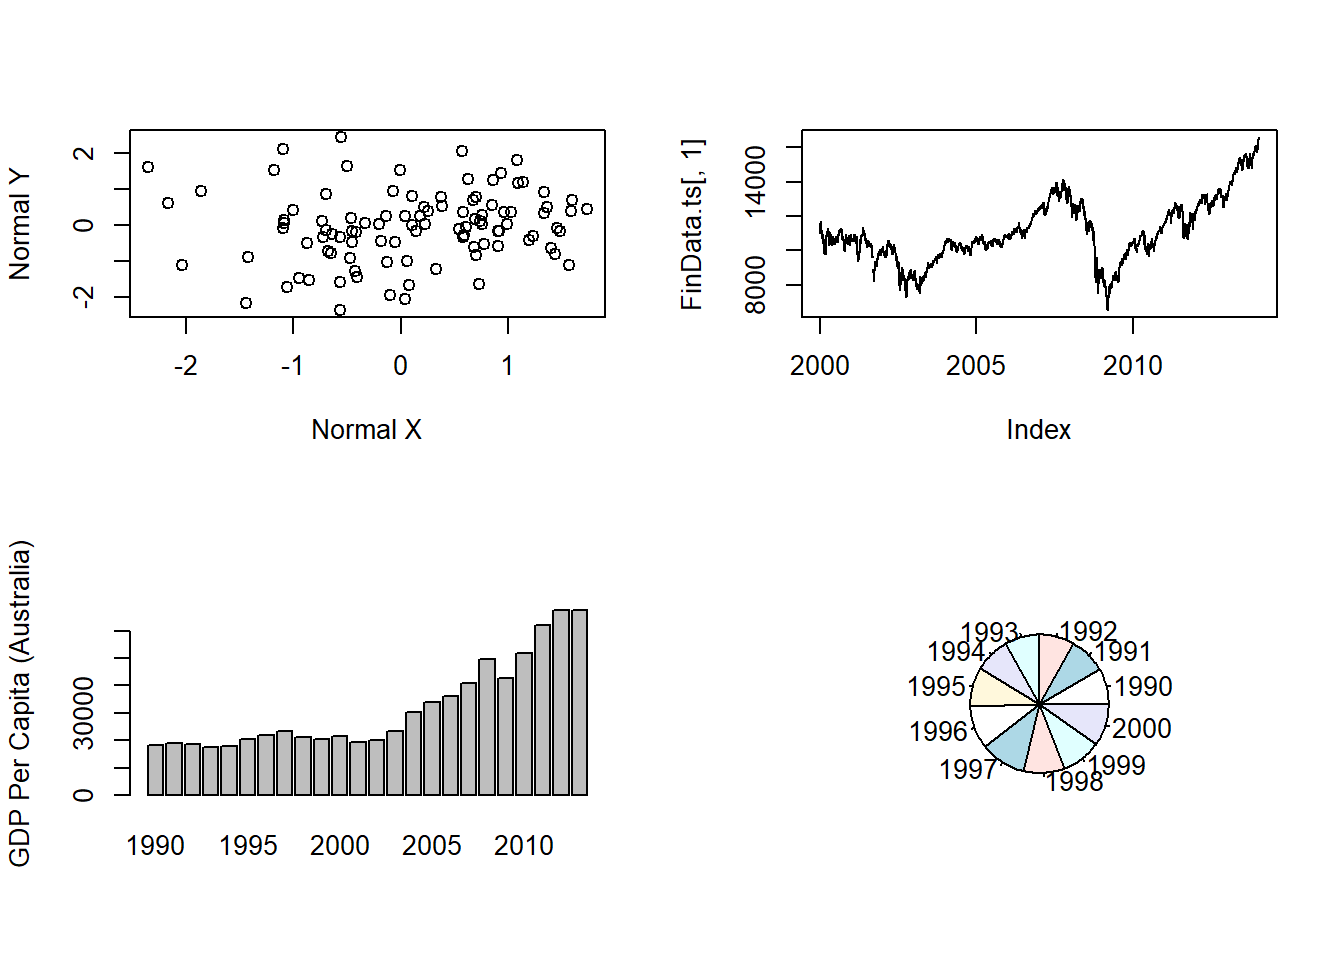 Normal Y
2
0
-2
-2 -1 0 1
Normal X
FinData.ts[, 1]
14000
8000
2000 2005 2010
Index
GDP Per Capita (Australia)
30000
0
1990 1995 2000 2005 2010
1993 1992
1994 1991
1995 1990
1996 2000
1997 1999
1998